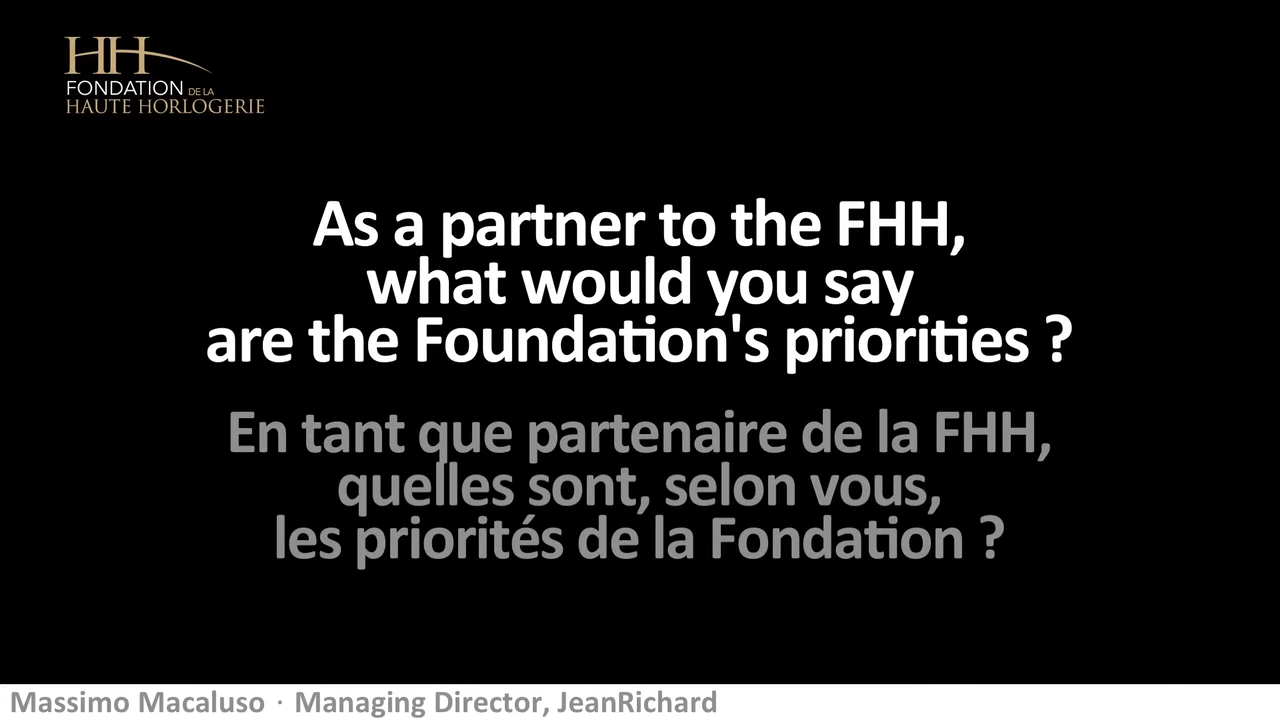 HH
FONDATION DE LA
HAUTE HORLOGERIE
As a partner to the FHH,
what would you say
are the Foundation's priorities ?
En tant que partenaire de la FHH,
quelles sont, selon vous,
les priorités de la Fondation ?
Massimo Macaluso · Managing Director, JeanRichard